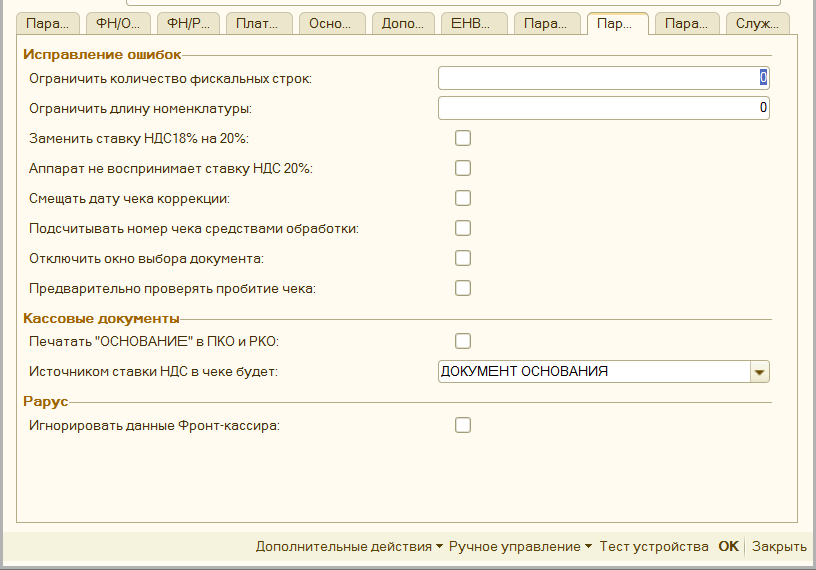 Пара... ФН/О... ФН/Р... Плат... Осно... Допо... ЕНВ... Пара... Пар... Пара... Служ...
Исправление ошибок
Ограничить количество фискальных строк: 0
Ограничить длину номенклатуры: 0
Заменить ставку НДС18% на 20%:
Аппарат не воспринимает ставку НДС 20%:
Смещать дату чека коррекции:
Подсчитывать номер чека средствами обработки:
Отключить окно выбора документа:
Предварительно проверять пробитие чека:
Кассовые документы
Печатать "ОСНОВАНИЕ" в ПКО и РКО:
Источником ставки НДС в чеке будет: ДОКУМЕНТ ОСНОВАНИЯ
Рарус
Игнорировать данные Фронт-кассира:
Дополнительные действия Ручное управление Тест устройства OK Закрыть